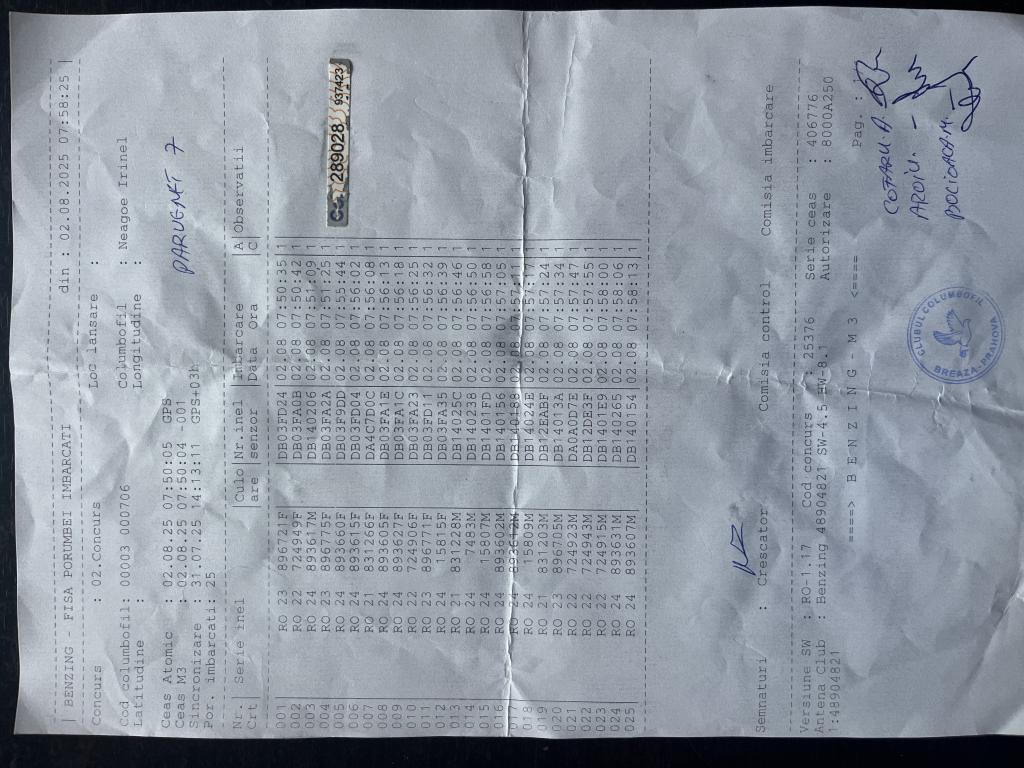 | BENZING - FISA PORUMBEI IMBARCATI din : 02.08.2025 07:58:25 |
Concurs : 02.Concurs Loc lansare :
Cod columbofil: 00003 000706 Columbofil : Neagoe Irinel
Latitudine : Longitudine :
Ceas Atomic : 02.08.25 07:50:05 GPS
Ceas M3 : 02.08.25 07:50:04 -001
Sincronizare : 31.07.25 14:13:11 GPS+03h
Por. imbarcati: 25
Nr. | Serie inel |Culo|Nr.inel |Imbarcare |A|Observatii
Crt | |are |senzor |Data ora |C|
001 RO 23 896721F DB03FD24 02.08 07:50:35 1
002 RO 22 724949F DB03FA0B 02.08 07:50:42 1
003 RO 24 893617M DB040206 02.08 07:51:09 1
004 RO 23 896775F DB03FA2A 02.08 07:51:25 1
005 RO 24 893660F DB03F9DD 02.08 07:55:44 1
006 RO 24 893615F DB03FD04 02.08 07:56:02 1
007 RO 21 831266F DA4C7D0C 02.08 07:56:08 1
008 RO 24 893605F DB03FA1E 02.08 07:56:13 1
009 RO 24 893627F DB03FA1C 02.08 07:56:18 1
010 RO 22 724906F DB03FA23 02.08 07:56:25 1
011 RO 23 896771F DB03FD11 02.08 07:56:32 1
012 RO 24 15815F DB03FA35 02.08 07:56:39 1
013 RO 21 831228M DB14025C 02.08 07:56:46 1
014 RO 24 7483M DB140238 02.08 07:56:50 1
015 RO 24 15907M DB1401FD 02.08 07:56:58 1
016 RO 24 893602M DB140156 02.08 07:57:05 1
RO 24 02.08 1
018 RO 24 15800M DB14024E 02.08 07:57:17 1
019 RO 21 831203M DB12EABF 02.08 07:57:24 1
020 RO 23 896705M DB14013A 02.08 07:57:34 1
021 RO 22 724923M DA0AD77E 02.08 07:57:47 1
022 RO 22 724943M DB12DE3F 02.08 07:57:55 1
023 RO 22 724915M DB1401E9 02.08 07:58:00 1
024 RO 24 893631M DB140265 02.08 07:58:06 1
025 RO 24 893607M DB140154 02.08 07:58:13 1
7289028
937423
Semnaturi : Crescator Comisia control Comisia imbarcare
Versiune SW : RO-1.17 Cod concurs : 25376 Serie ceas : 406776
Antena Club : Benzing 48904821 SW-4.5 HW-8.1 Autorizare : 8000A250
1:48904821
====> B E N Z I N G - M 3 <==== Pag. :
COTARU. A.
AROIU. -
CLUBUL COLUMBOFIL
BREAZA-PRAHOVA